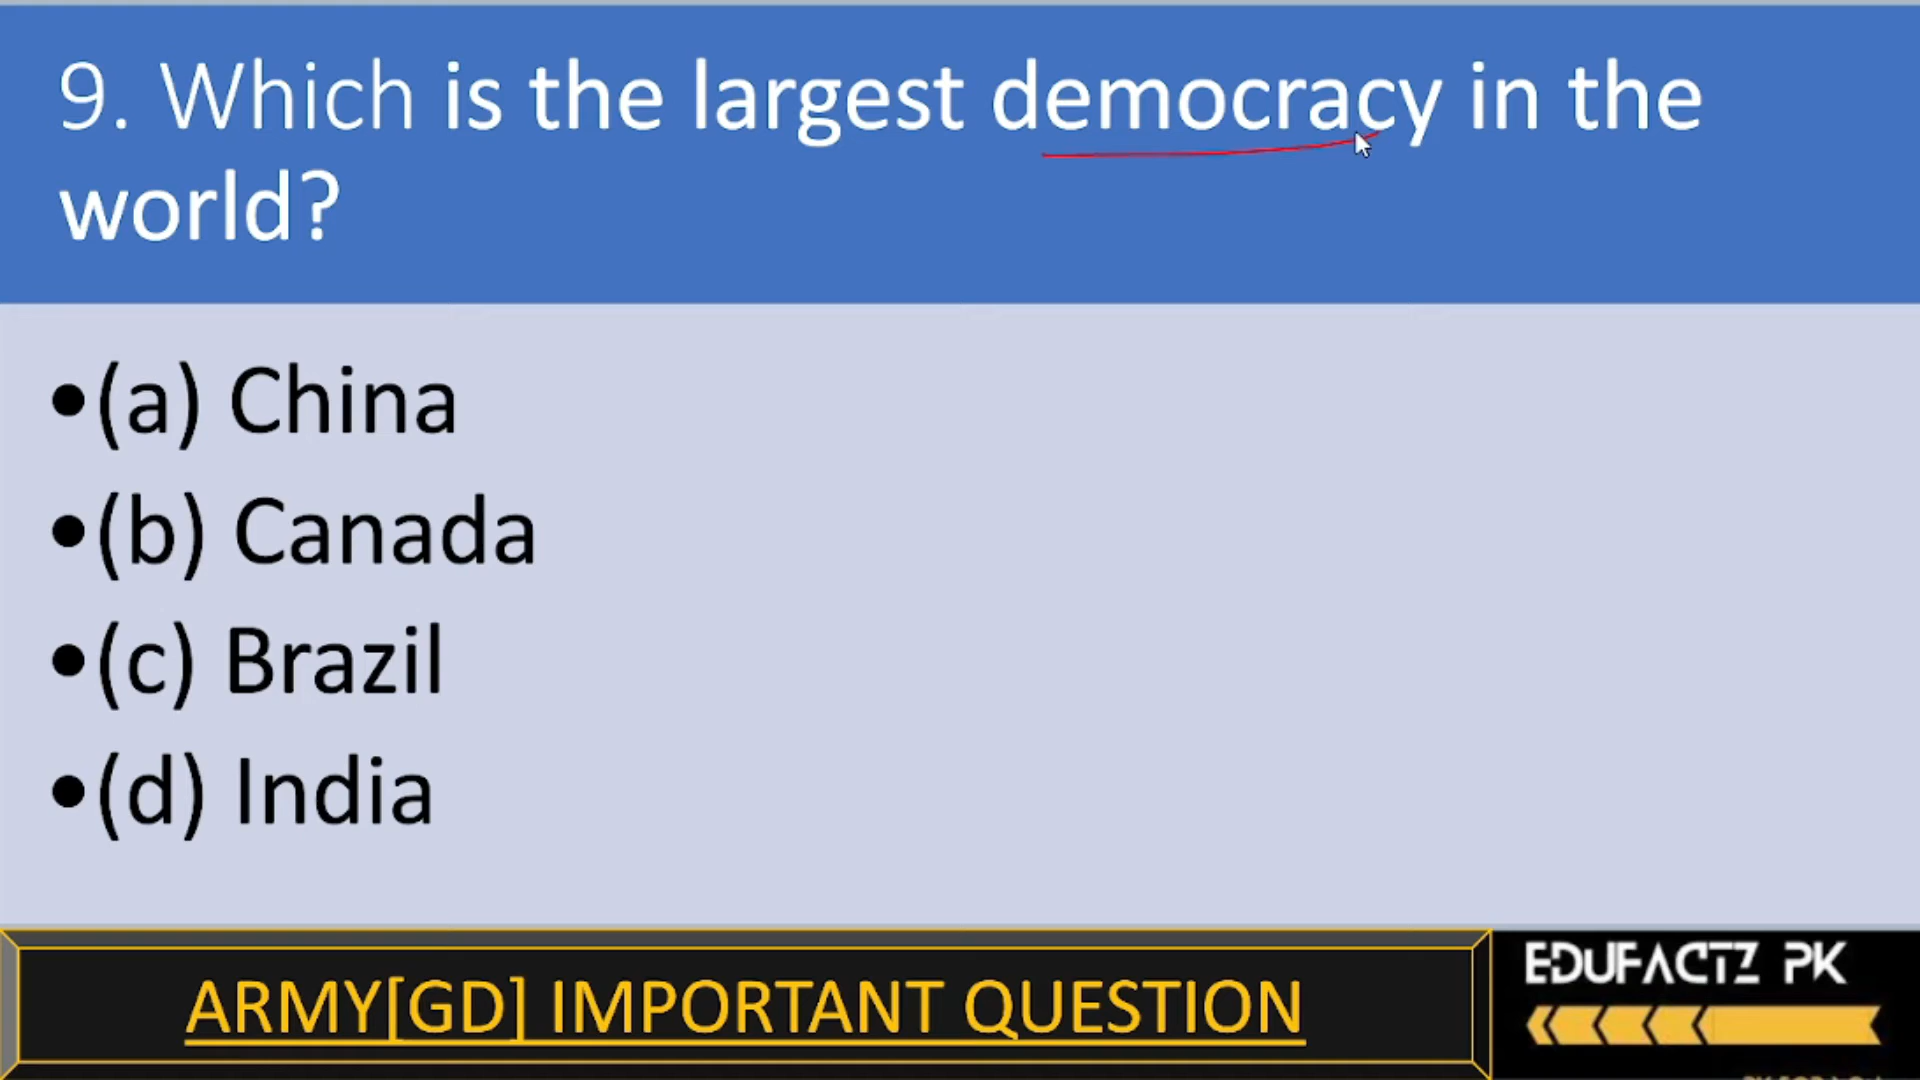 9. Which is the largest democracy in the
world?
•(a) China
•(b) Canada
•(c) Brazil
•(d) India
ARMY[GD] IMPORTANT QUESTION
EDUFACTZ PK